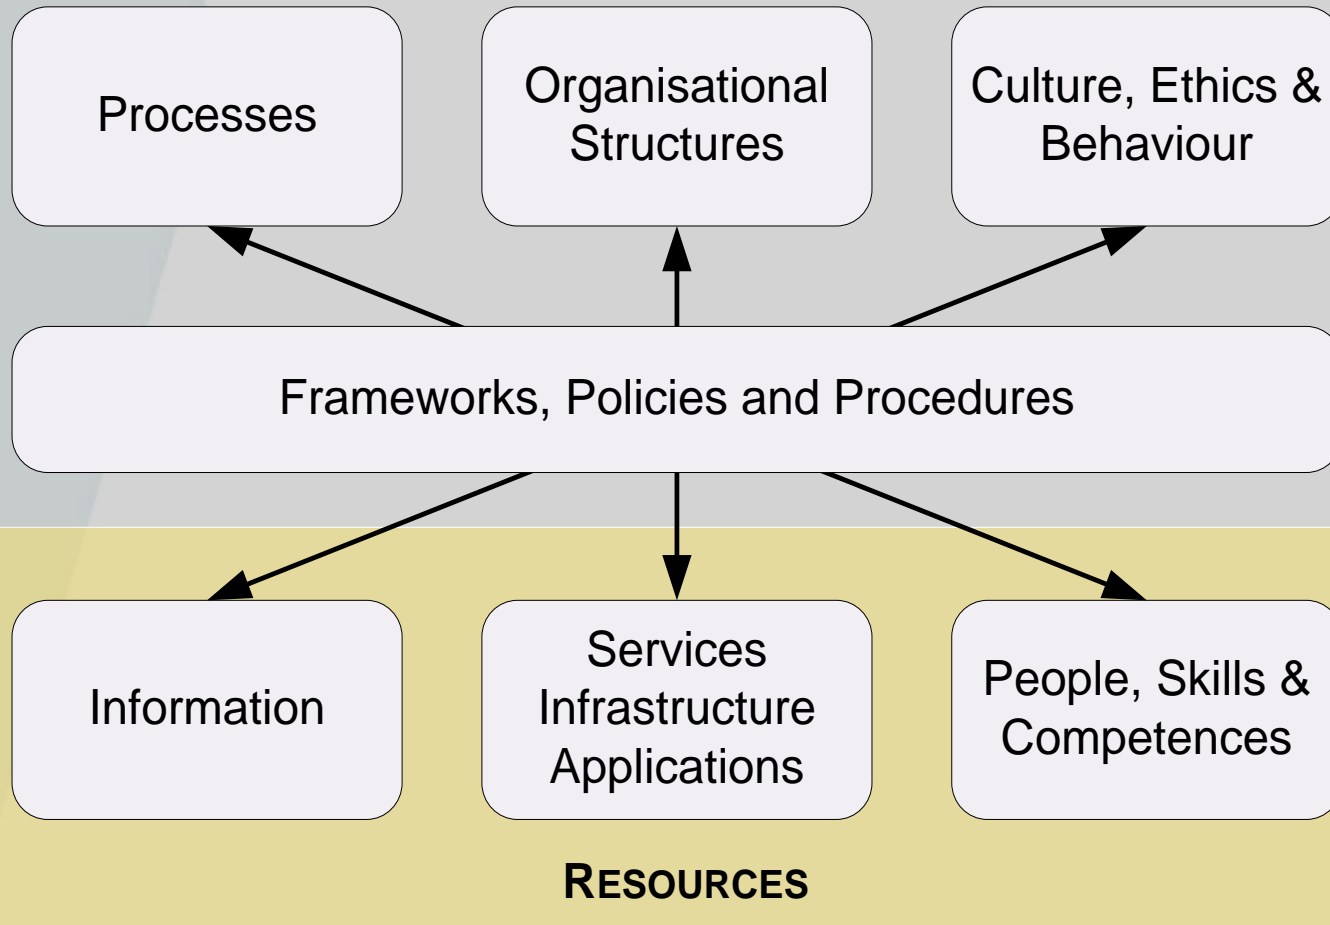 Processes
Organisational
Structures
Culture, Ethics &
Behaviour
Frameworks, Policies and Procedures
Information
Services
Infrastructure
Applications
People, Skills &
Competences
RESOURCES